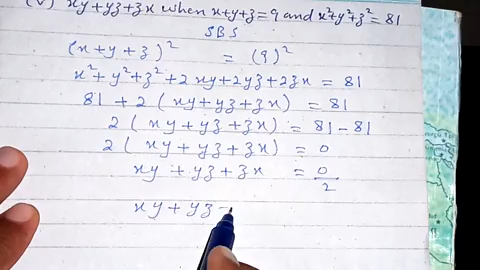 (v) xy+yz+zx when x+y+z=9 and x²+y²+z²=81
SBS
(x+y+z)² = (9)²
x²+y²+z²+2xy+2yz+2zx = 81
81 + 2(xy+yz+zx) = 81
2(xy+yz+zx) = 81-81
2(xy+yz+zx) = 0
xy+yz+zx = 0/2
xy+yz